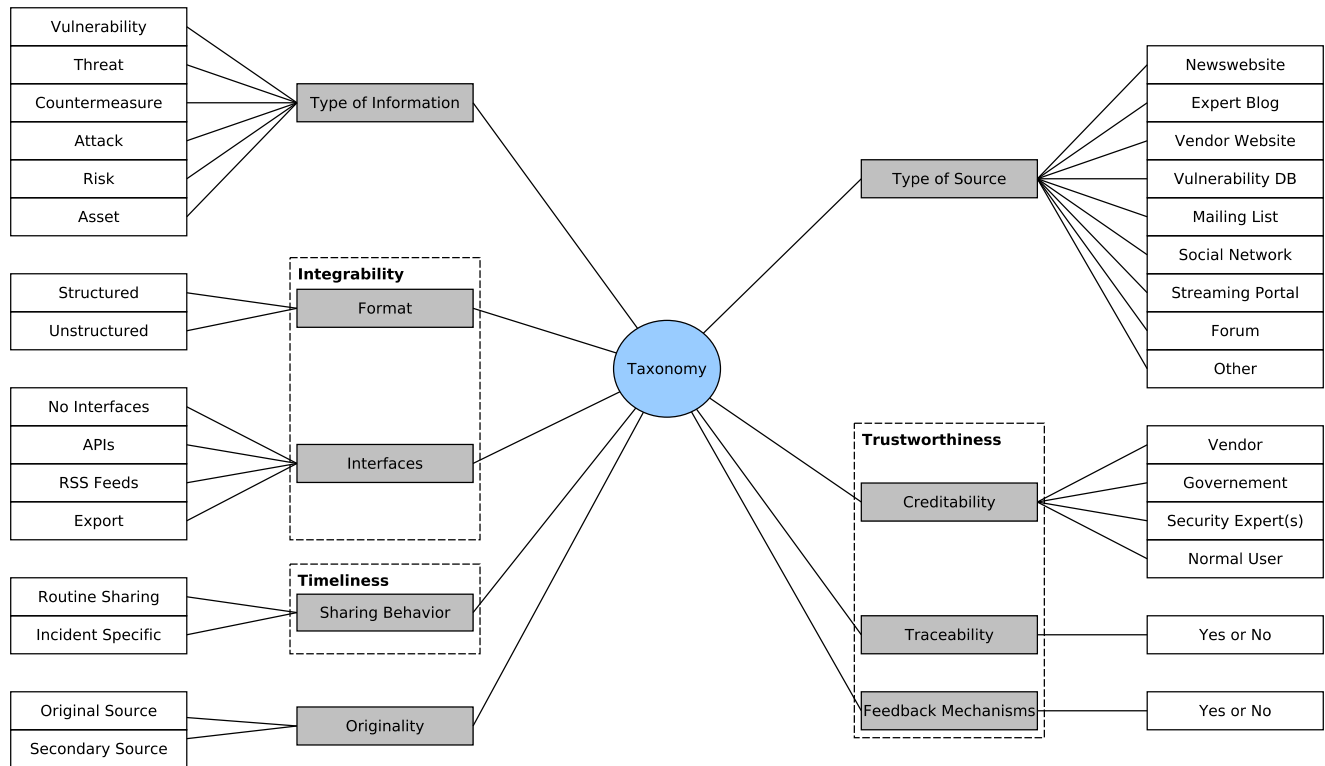 Vulnerability
Threat
Countermeasure
Attack
Risk
Asset
Type of Information
Integrability
Structured
Unstructured
Format
No Interfaces
APIs
RSS Feeds
Export
Interfaces
Timeliness
Routine Sharing
Incident Specific
Sharing Behavior
Original Source
Secondary Source
Originality
Taxonomy
Type of Source
Newswebsite
Expert Blog
Vendor Website
Vulnerability DB
Mailing List
Social Network
Streaming Portal
Forum
Other
Trustworthiness
Creditability
Vendor
Governement
Security Expert(s)
Normal User
Traceability
Yes or No
Feedback Mechanisms
Yes or No